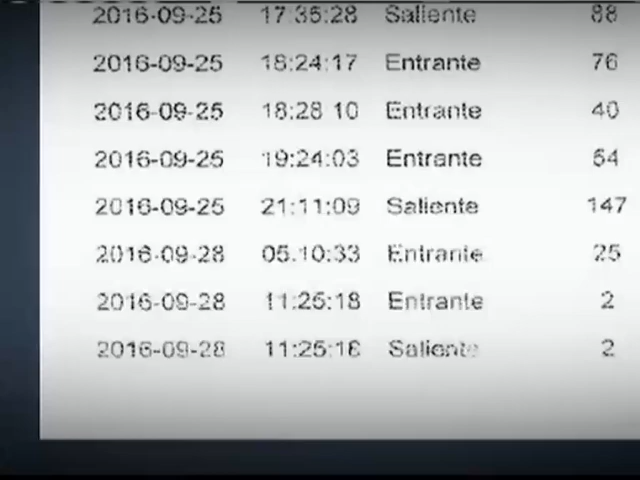 2016-09-25 17:35:28 Saliente 88
2016-09-25 18:24:17 Entrante 76
2016-09-25 18:28 10 Entrante 40
2016-09-25 19:24:03 Entrante 64
2016-09-25 21:11:09 Saliente 147
2016-09-28 05:10:33 Entrante 25
2016-09-28 11:25:18 Entrante 2
2016-09-28 11:25:18 Saliente 2